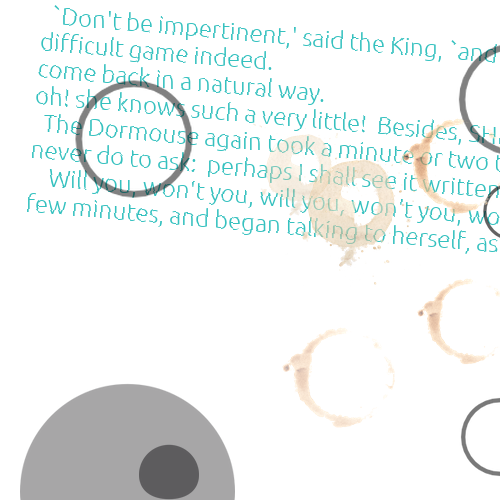 `Don't be impertinent,' said the King, `and
difficult game indeed.
come back in a natural way.
oh! she knows such a very little!  Besides,
The Dormouse again took a minute or two
never do to ask:  perhaps I shall see it written
Will you, won't you, will you, won't you,
few minutes, and began talking to herself, as